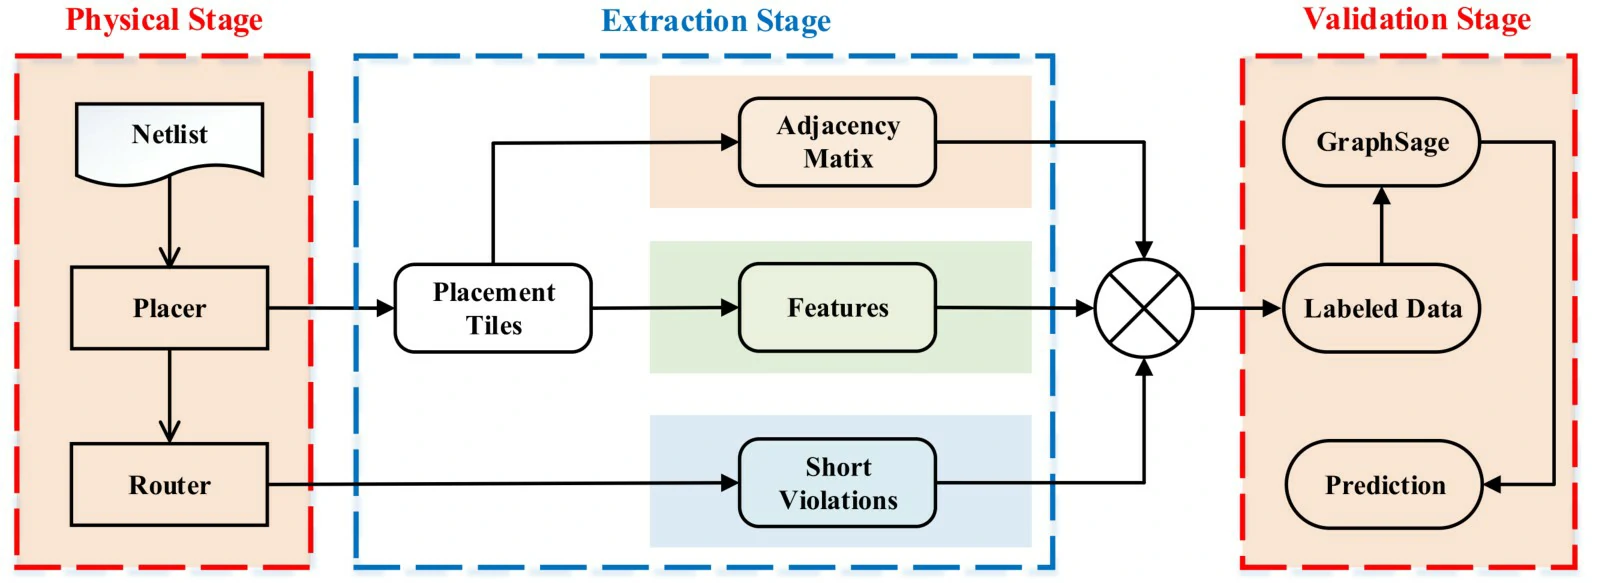 Physical Stage
Extraction Stage
Validation Stage
Netlist
Placer
Router
Placement
Tiles
Adjacency
Matix
Features
Short
Violations
GraphSage
Labeled Data
Prediction